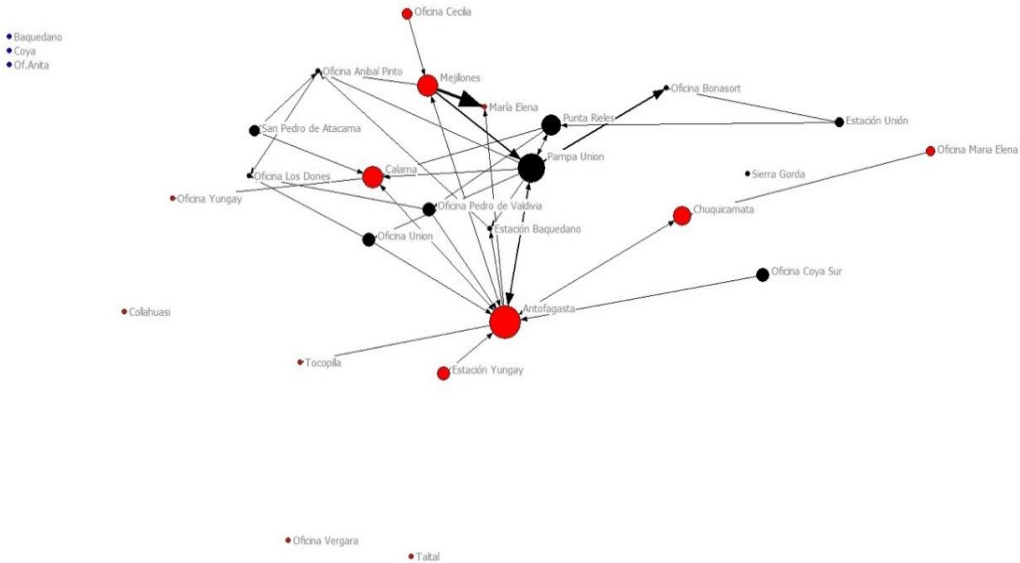 Oficina Cecilia
Baquedano
Coya
Of.Anita
Oficina Anibal Pinto
Mejillones
María Elena
Oficina Bonasort
Punta Reles
Estación Unión
San Pedro de Atacama
Oficina Maria Elena
Pampa Union
Calama
Sierra Gorda
Oficina Los Dones
Oficina Yungay
Oficina Pedro de Valdivia
Chuquicamata
Estación Baquedano
Oficina Union
Oficina Coya Sur
Antofagasta
Collahuasi
Tocopilla
Estación Yungay
Oficina Vergara
Taltal